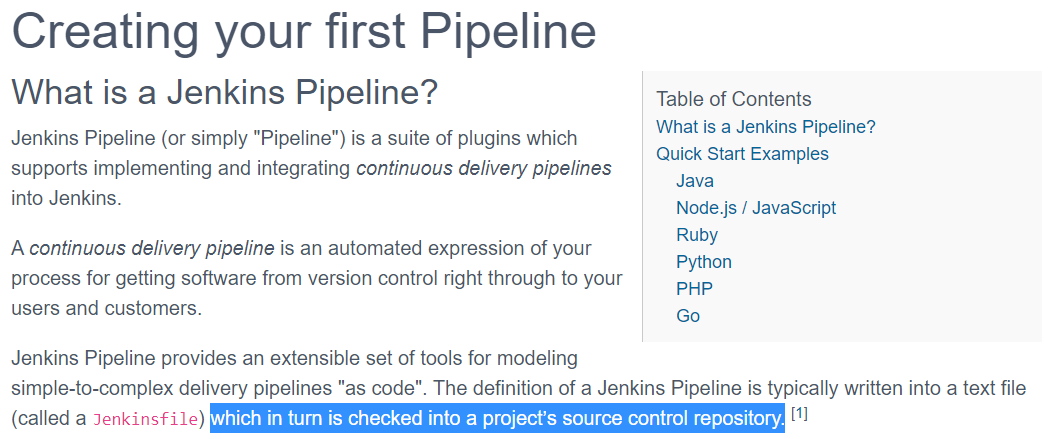 Creating your first Pipeline
What is a Jenkins Pipeline?
Jenkins Pipeline (or simply "Pipeline") is a suite of plugins which
supports implementing and integrating continuous delivery pipelines
into Jenkins.
A continuous delivery pipeline is an automated expression of your
process for getting software from version control right through to your
users and customers.
Table of Contents
What is a Jenkins Pipeline?
Quick Start Examples
Java
Node.js / JavaScript
Ruby
Python
PHP
Go
Jenkins Pipeline provides an extensible set of tools for modeling
simple-to-complex delivery pipelines "as code". The definition of a Jenkins Pipeline is typically written into a text file
(called a Jenkinsfile) which in turn is checked into a project’s source control repository. [1]